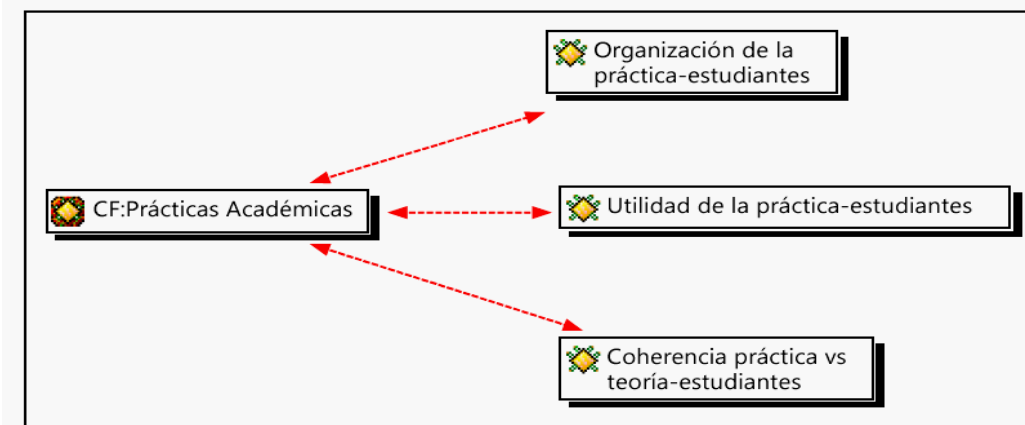 Organización de la
práctica-estudiantes
CF:Prácticas Académicas
Utilidad de la práctica-estudiantes
Coherencia práctica vs
teoría-estudiantes